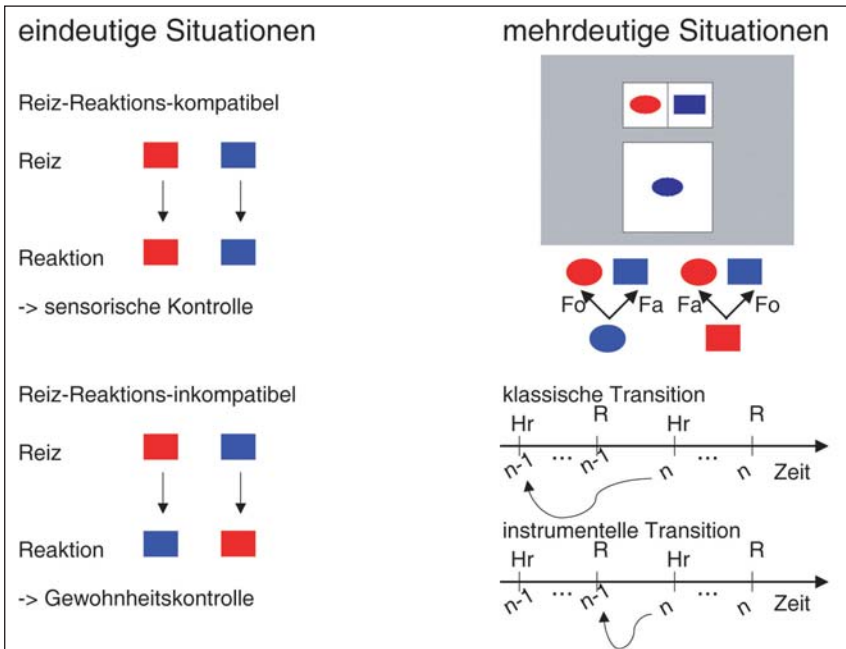 eindeutige Situationen
Reiz-Reaktions-kompatibel
Reiz
Reaktion
-> sensorische Kontrolle
Reiz-Reaktions-inkompatibel
Reiz
Reaktion
-> Gewohnheitskontrolle
mehrdeutige Situationen
Fo Fa Fa Fo
klassische Transition
Hr R Hr R
n-1 ... n-1 n ... n Zeit
instrumentelle Transition
Hr R Hr R
n-1 ... n-1 n ... n Zeit